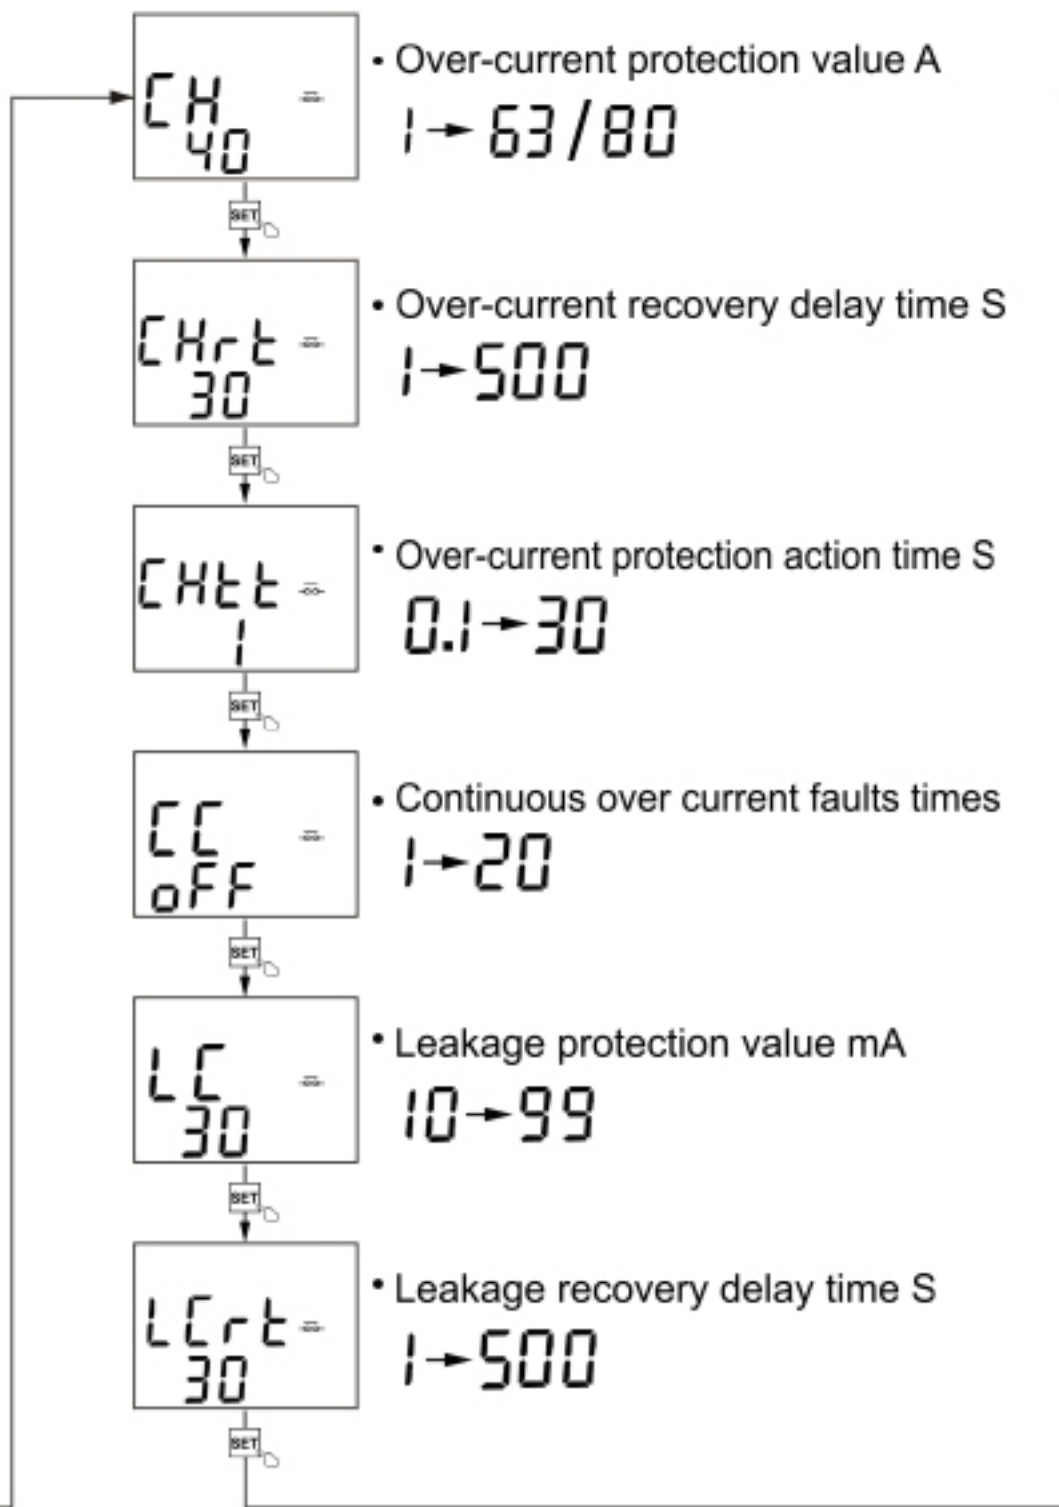 CH
40
• Over-current protection value A
1→63/80
SET
CHrt
30
• Over-current recovery delay time S
1→500
SET
CHtt
1
• Over-current protection action time S
0.1→30
SET
CC
oFF
• Continuous over current faults times
1→20
SET
LC
30
• Leakage protection value mA
10→99
SET
LCrt
30
• Leakage recovery delay time S
1→500
SET